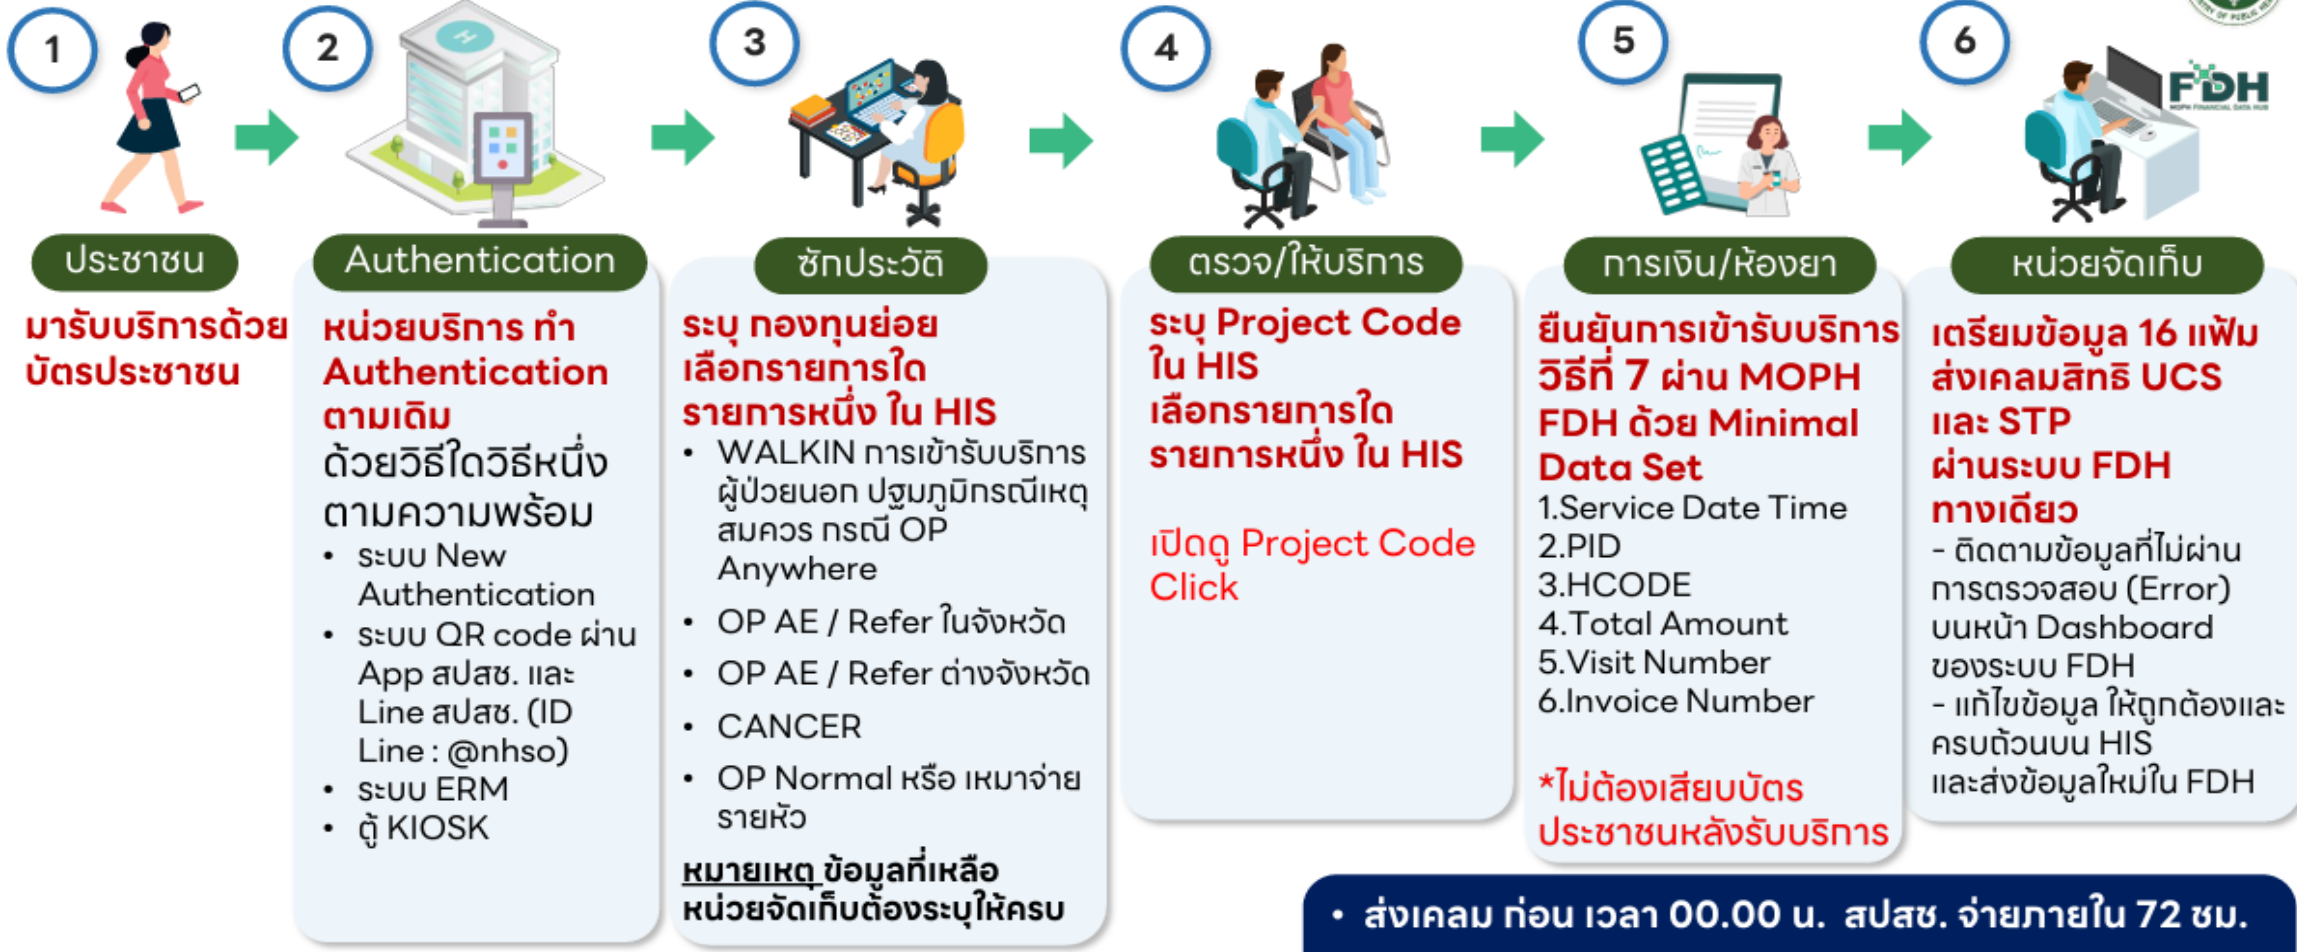 1
2
3
4
5
6
H
FDH
MOPH FINANCIAL DATA HUB
ประชาชน
มารับบริการด้วย
บัตรประชาชน
Authentication
หน่วยบริการ ทำ
Authentication
ตามเดิม
ด้วยวิธีใดวิธีหนึ่ง
ตามความพร้อม
• ระบบ New
Authentication
• ระบบ QR code ผ่าน
App สปสช. และ
Line สปสช. (ID
Line : @nhso)
• ระบบ ERM
• ตู้ KIOSK
ซักประวัติ
ระบุ กองทุนย่อย
เลือกรายการใด
รายการหนึ่ง ใน HIS
• WALKIN การเข้ารับบริการ
ผู้ป่วยนอก ปฐมภูมิกรณีเหตุ
สมควร กรณี OP
Anywhere
• OP AE / Refer ในจังหวัด
• OP AE / Refer ต่างจังหวัด
• CANCER
• OP Normal หรือ เหมาจ่าย
รายหัว
หมายเหตุ ข้อมูลที่เหลือ
หน่วยจัดเก็บต้องระบุให้ครบ
ตรวจ/ให้บริการ
ระบุ Project Code
ใน HIS
เลือกรายการใด
รายการหนึ่ง ใน HIS
เปิดดู Project Code
Click
การเงิน/ห้องยา
ยืนยันการเข้ารับบริการ
วิธีที่ 7 ผ่าน MOPH
FDH ด้วย Minimal
Data Set
1.Service Date Time
2.PID
3.HCODE
4.Total Amount
5.Visit Number
6.Invoice Number
*ไม่ต้องเสียบบัตร
ประชาชนหลังรับบริการ
หน่วยจัดเก็บ
เตรียมข้อมูล 16 แฟ้ม
ส่งเคลมสิทธิ UCS
และ STP
ผ่านระบบ FDH
ทางเดียว
- ติดตามข้อมูลที่ไม่ผ่าน
การตรวจสอบ (Error)
บนหน้า Dashboard
ของระบบ FDH
- แก้ไขข้อมูล ให้ถูกต้องและ
ครบถ้วนบน HIS
และส่งข้อมูลใหม่ใน FDH
• ส่งเคลม ก่อน เวลา 00.00 น. สปสช. จ่ายภายใน 72 ชม.